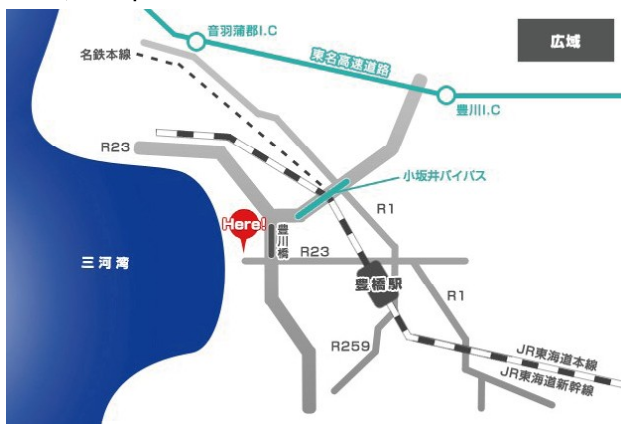 音羽蒲郡I.C
広域
名鉄本線
東名高速道路
豊川I.C
R23
小坂井バイパス
R1
Here!
豊川橋
R23
三河湾
豊橋駅
R1
R259
JR東海道本線
JR東海道新幹線